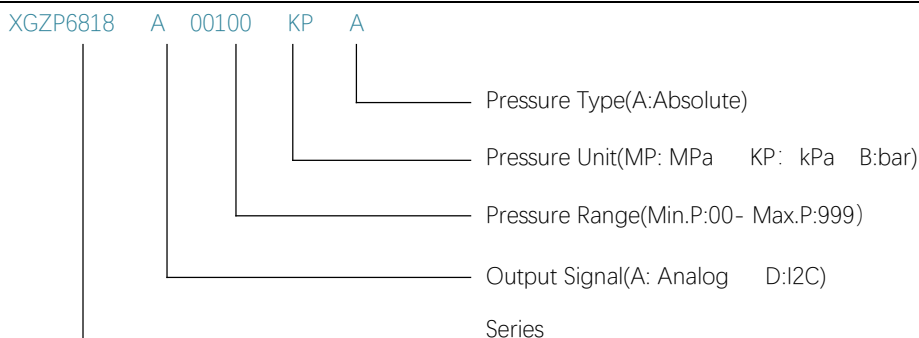 XGZP6818 A 00100 KP A
Pressure Type(A:Absolute)
Pressure Unit(MP: MPa KP: kPa B:bar)
Pressure Range(Min.P:00- Max.P:999）
Output Signal(A: Analog D:I2C)
Series